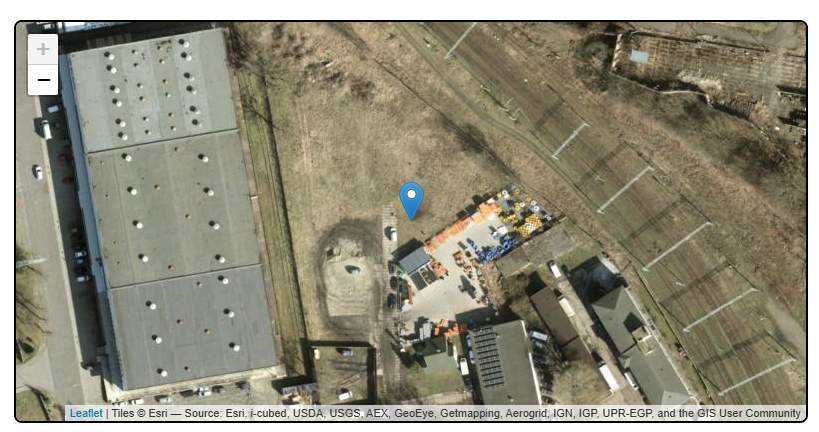 +
−
Leaflet | Tiles © Esri — Source: Esri, i-cubed, USDA, USGS, AEX, GeoEye, Getmapping, Aerogrid, IGN, IGP, UPR-EGP, and the GIS User Community